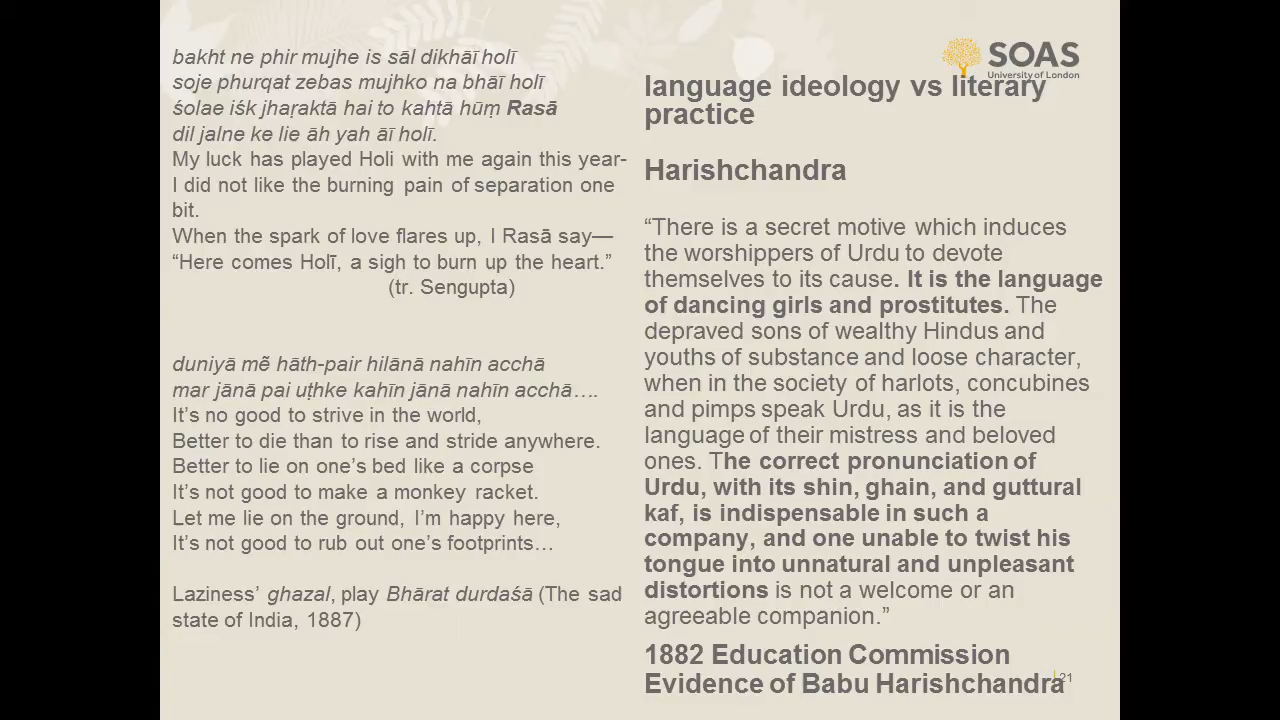 bakht ne phir mujhe is sāl dikhāī holī
soje phurqat zebas mujhko na bhāī holī
śolae iśk jhaṛaktā hai to kahtā hūṃ Rasā
dil jalne ke lie āh yah āī holī.
My luck has played Holi with me again this year-
I did not like the burning pain of separation one
bit.
When the spark of love flares up, I Rasā say—
“Here comes Holī, a sigh to burn up the heart.”
(tr. Sengupta)
duniyā mẽ hāth-pair hilānā nahīn acchā
mar jānā pai uṭhke kahīn jānā nahīn acchā….
It’s no good to strive in the world,
Better to die than to rise and stride anywhere.
Better to lie on one’s bed like a corpse
It’s not good to make a monkey racket.
Let me lie on the ground, I’m happy here,
It’s not good to rub out one’s footprints…
Laziness’ ghazal, play Bhārat durdaśā (The sad
state of India, 1887)
SOAS
University of London
language ideology vs literary
practice
Harishchandra
“There is a secret motive which induces
the worshippers of Urdu to devote
themselves to its cause. It is the language
of dancing girls and prostitutes. The
depraved sons of wealthy Hindus and
youths of substance and loose character,
when in the society of harlots, concubines
and pimps speak Urdu, as it is the
language of their mistress and beloved
ones. The correct pronunciation of
Urdu, with its shin, ghain, and guttural
kaf, is indispensable in such a
company, and one unable to twist his
tongue into unnatural and unpleasant
distortions is not a welcome or an
agreeable companion.”
1882 Education Commission
Evidence of Babu Harishchandra
21